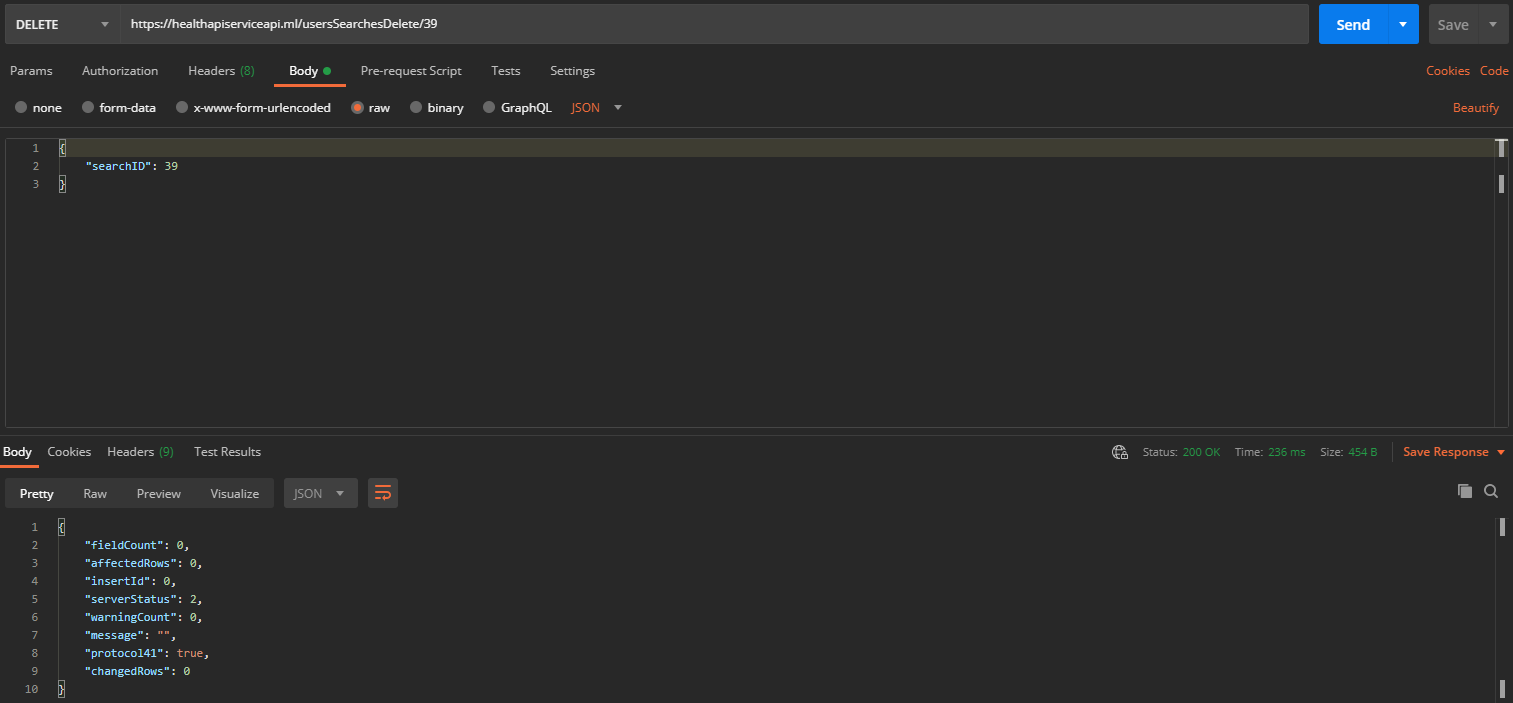 DELETE https://healthapiserviceapi.ml/usersSearchesDelete/39 Send Save
Params Authorization Headers (8) Body Pre-request Script Tests Settings Cookies Code
none form-data x-www-form-urlencoded raw binary GraphQL JSON Beautify
1 {
2 "searchID": 39
3 }
Body Cookies Headers (9) Test Results Status: 200 OK Time: 236 ms Size: 454 B Save Response
Pretty Raw Preview Visualize JSON
1 {
2 "fieldCount": 0,
3 "affectedRows": 0,
4 "insertId": 0,
5 "serverStatus": 2,
6 "warningCount": 0,
7 "message": "",
8 "protocol41": true,
9 "changedRows": 0
10 }